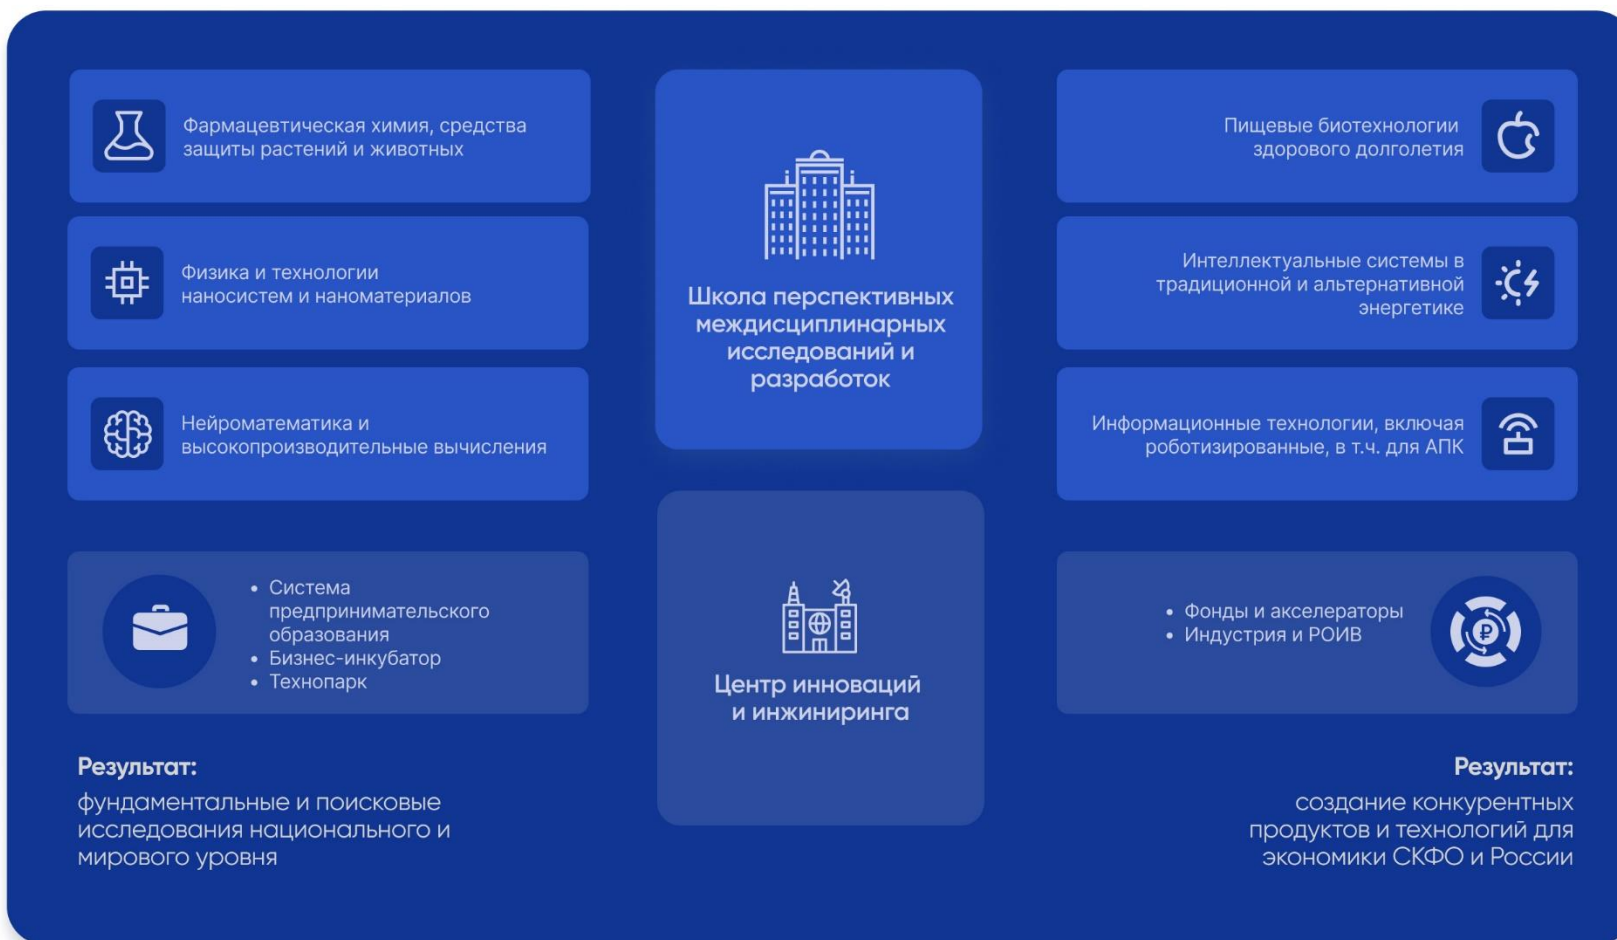 Фармацевтическая химия, средства
защиты растений и животных
Физика и технологии
наносистем и наноматериалов
Нейроматематика и
высокопроизводительные вычисления
Школа перспективных
междисциплинарных
исследований и
разработок
Пищевые биотехнологии
здорового долголетия
Интеллектуальные системы в
традиционной и альтернативной
энергетике
Информационные технологии, включая
роботизированные, в т.ч. для АПК
• Система
предпринимательского
образования
• Бизнес-инкубатор
• Технопарк
Центр инноваций
и инжиниринга
• Фонды и акселераторы
• Индустрия и РОИВ
₽
Результат:
фундаментальные и поисковые
исследования национального и
мирового уровня
Результат:
создание конкурентных
продуктов и технологий для
экономики СКФО и России